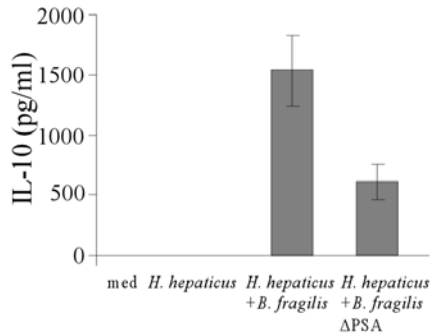 2000
1500
1000
500
0
IL-10 (pg/ml)
med H. hepaticus H. hepaticus H. hepaticus
+B. fragilis + B. fragilis
ΔPSA